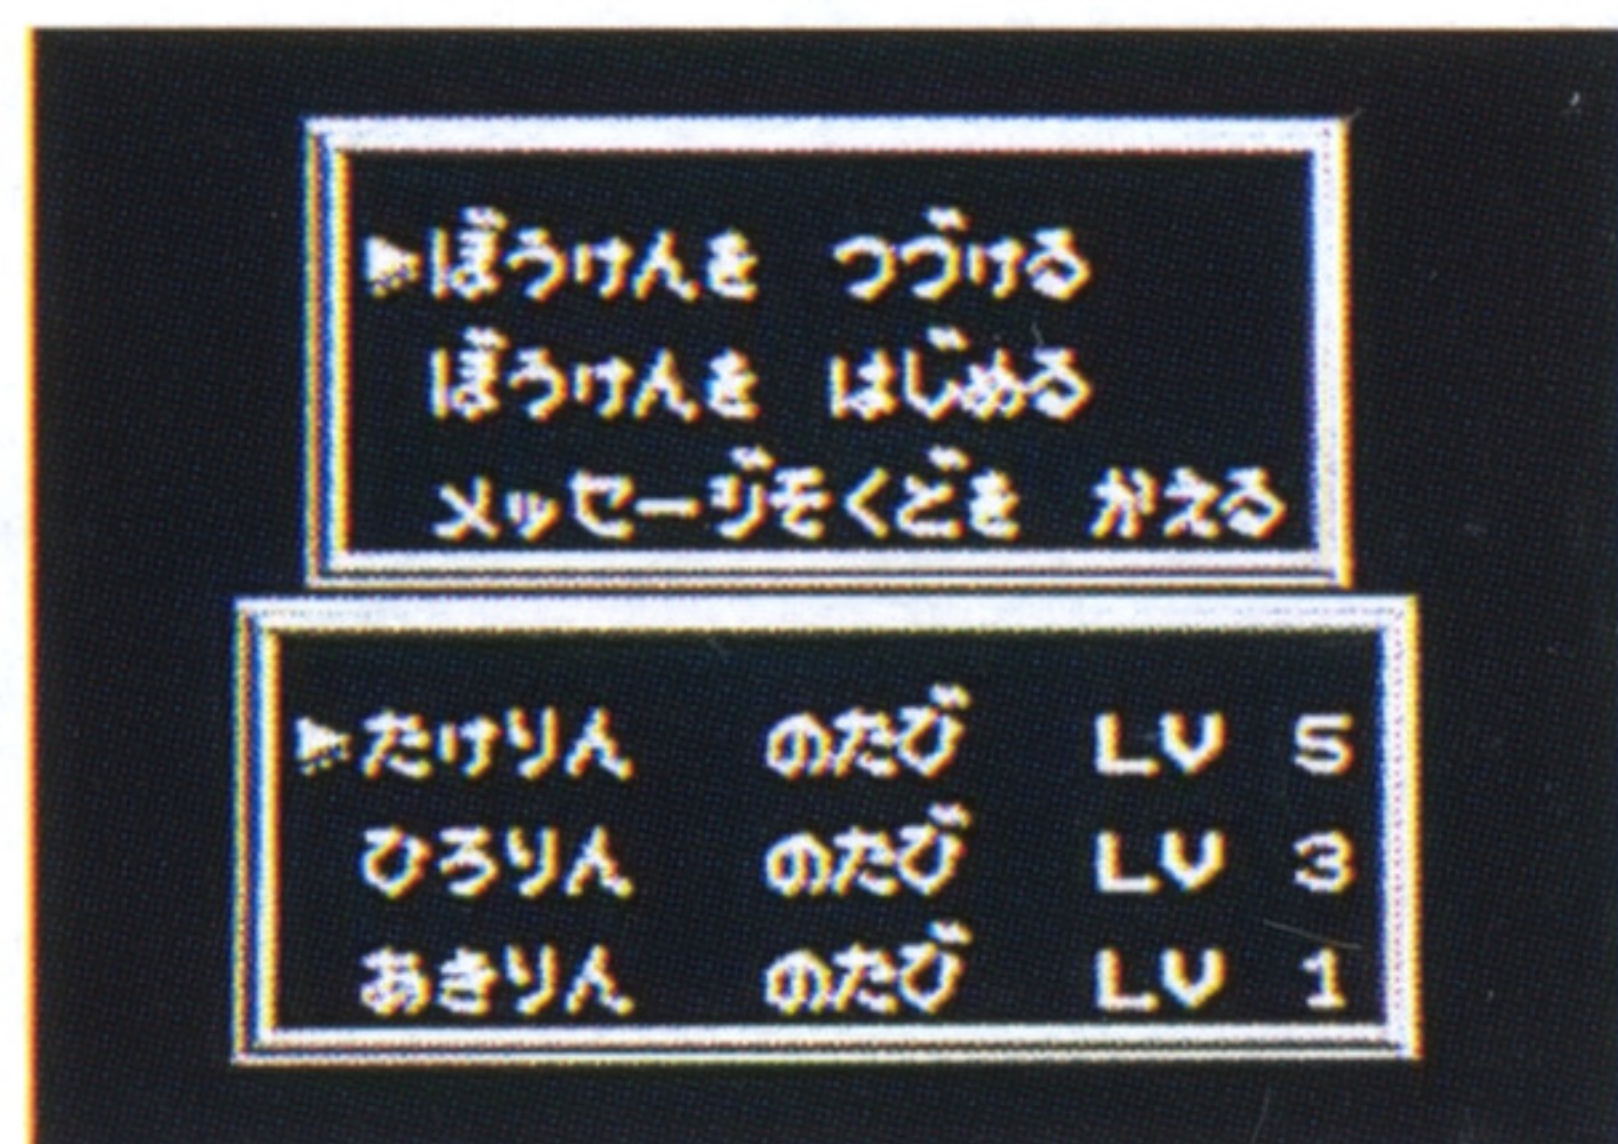 ▶ぼうけんを つづける
ぼうけんを はじめる
メッセージそくどを かえる
▶たけりん のたび LV 5
ひろりん のたび LV 3
あきりん のたび LV 1